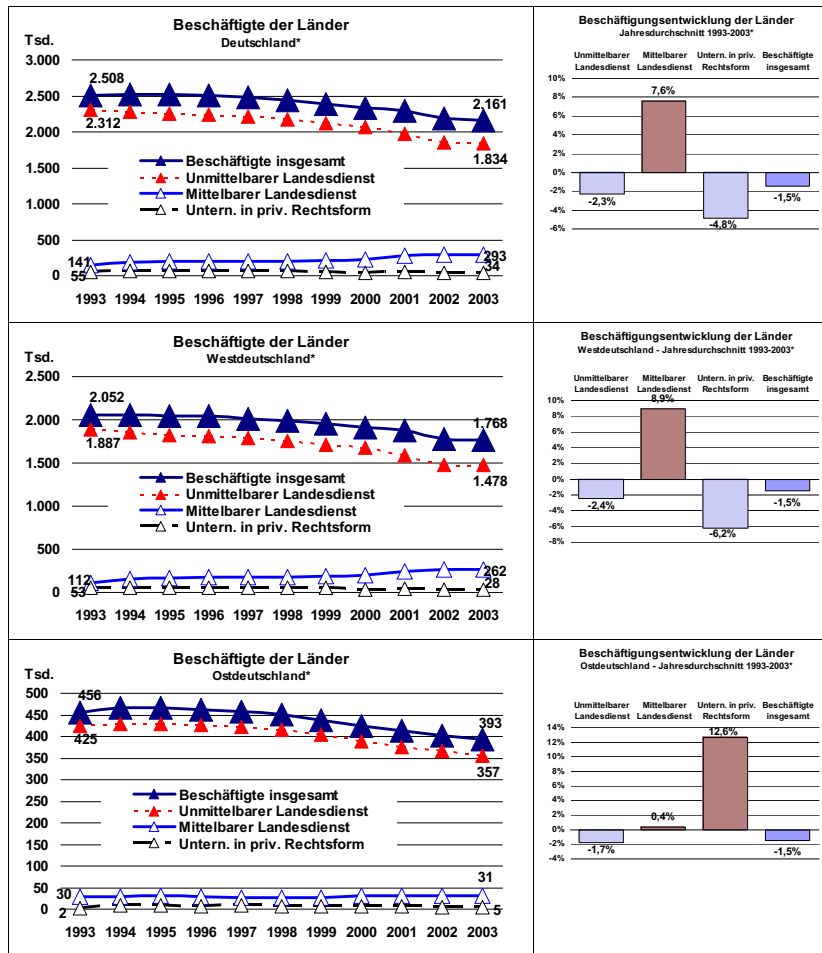 Beschäftigte der Länder
Deutschland*
Tsd.
3.000
2.500
2.000
1.500
1.000
500
0
2.508
2.312
2.161
1.834
Beschäftigte insgesamt
Unmittelbarer Landesdienst
Mittelbarer Landesdienst
Untern. in priv. Rechtsform
141
55
293
34
1993 1994 1995 1996 1997 1998 1999 2000 2001 2002 2003
Beschäftigungsentwicklung der Länder
Jahresdurchschnitt 1993-2003*
Unmittelbarer Mittelbarer Untern. in priv. Beschäftigte
Landesdienst Landesdienst Rechtsform insgesamt
10%
8%
6%
4%
2%
0%
-2%
-4%
-6%
7,6%
-2,3%
-4,8%
-1,5%
Beschäftigte der Länder
Westdeutschland*
Tsd.
2.500
2.000
1.500
1.000
500
0
2.052
1.887
1.768
1.478
Beschäftigte insgesamt
Unmittelbarer Landesdienst
Mittelbarer Landesdienst
Untern. in priv. Rechtsform
112
53
262
28
1993 1994 1995 1996 1997 1998 1999 2000 2001 2002 2003
Beschäftigungsentwicklung der Länder
Westdeutschland - Jahresdurchschnitt 1993-2003*
Unmittelbarer Mittelbarer Untern. in priv. Beschäftigte
Landesdienst Landesdienst Rechtsform insgesamt
10%
8%
6%
4%
2%
0%
-2%
-4%
-6%
-8%
8,9%
-2,4%
-6,2%
-1,5%
Beschäftigte der Länder
Ostdeutschland*
Tsd.
500
450
400
350
300
250
200
150
100
50
0
456
425
393
357
Beschäftigte insgesamt
Unmittelbarer Landesdienst
Mittelbarer Landesdienst
Untern. in priv. Rechtsform
30
2
31
5
1993 1994 1995 1996 1997 1998 1999 2000 2001 2002 2003
Beschäftigungsentwicklung der Länder
Ostdeutschland - Jahresdurchschnitt 1993-2003*
Unmittelbarer Mittelbarer Untern. in priv. Beschäftigte
Landesdienst Landesdienst Rechtsform insgesamt
14%
12%
10%
8%
6%
4%
2%
0%
-2%
-4%
12,6%
0,4%
-1,7%
-1,5%